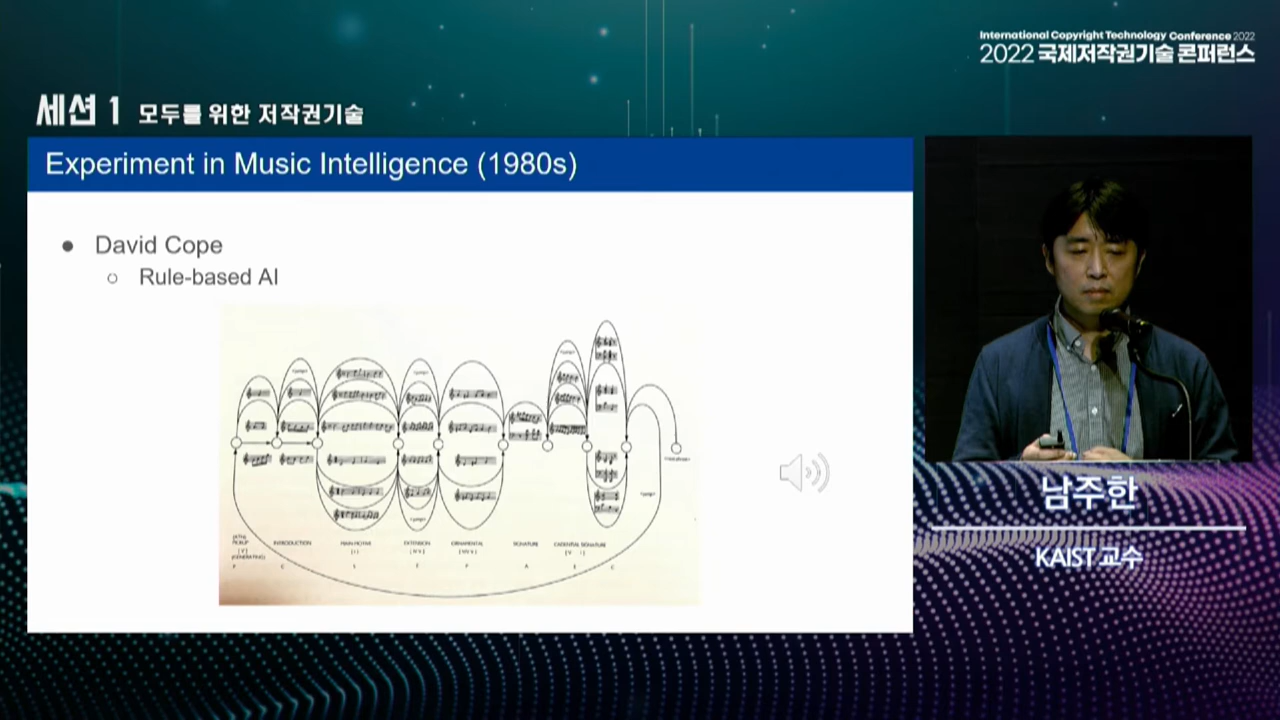 International Copyright Technology Conference 2022
2022 국제저작권기술 콘퍼런스
세션 1 모두를 위한 저작권기술
Experiment in Music Intelligence (1980s)
David Cope
Rule-based AI
INTRODUCTION
MAIN MOTIVE
EXTENSION
ORNAMENTAL
SIGNATURE
CADENTIAL SIGNATURE
남주한
KAIST 교수